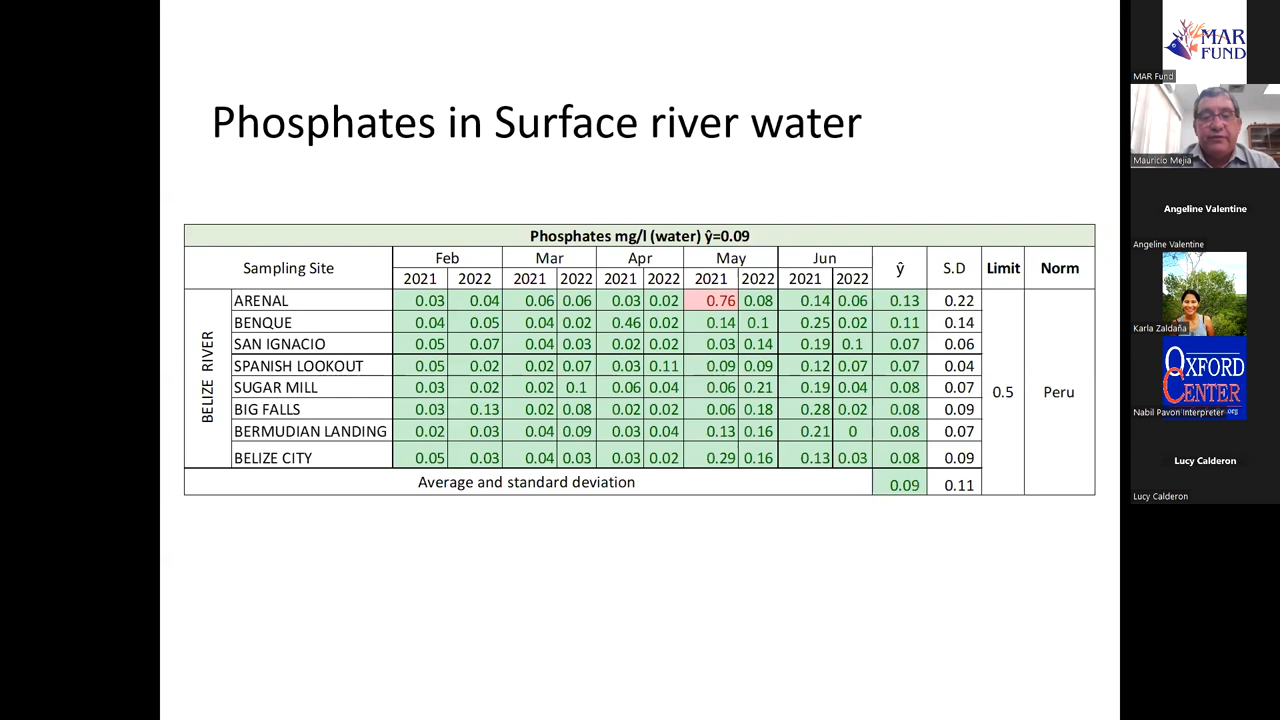 Phosphates in Surface river water
Phosphates mg/l (water) ŷ=0.09
Sampling Site Feb Mar Apr May Jun ŷ S.D Limit Norm
2021 2022 2021 2022 2021 2022 2021 2022 2021 2022
BELIZE RIVER
ARENAL 0.03 0.04 0.06 0.06 0.03 0.02 0.76 0.08 0.14 0.06 0.13 0.22
BENQUE 0.04 0.05 0.04 0.02 0.46 0.02 0.14 0.1 0.25 0.02 0.11 0.14
SAN IGNACIO 0.05 0.07 0.04 0.03 0.02 0.02 0.03 0.14 0.19 0.1 0.07 0.06
SPANISH LOOKOUT 0.05 0.02 0.02 0.07 0.03 0.11 0.09 0.09 0.12 0.07 0.07 0.04
SUGAR MILL 0.03 0.02 0.02 0.1 0.06 0.04 0.06 0.21 0.19 0.04 0.08 0.07
0.5 Peru
BIG FALLS 0.03 0.13 0.02 0.08 0.02 0.02 0.06 0.18 0.28 0.02 0.08 0.09
BERMUDIAN LANDING 0.02 0.03 0.04 0.09 0.03 0.04 0.13 0.16 0.21 0 0.08 0.07
BELIZE CITY 0.05 0.03 0.04 0.03 0.03 0.02 0.29 0.16 0.13 0.03 0.08 0.09
Average and standard deviation 0.09 0.11
MAR
FUND
MAR Fund
Mauricio Mejia
Angeline Valentine
Angeline Valentine
Karla Zaldaña
OXFORD
CENTER
.org
Nabil Pavon Interpreter
Lucy Calderon
Lucy Calderon